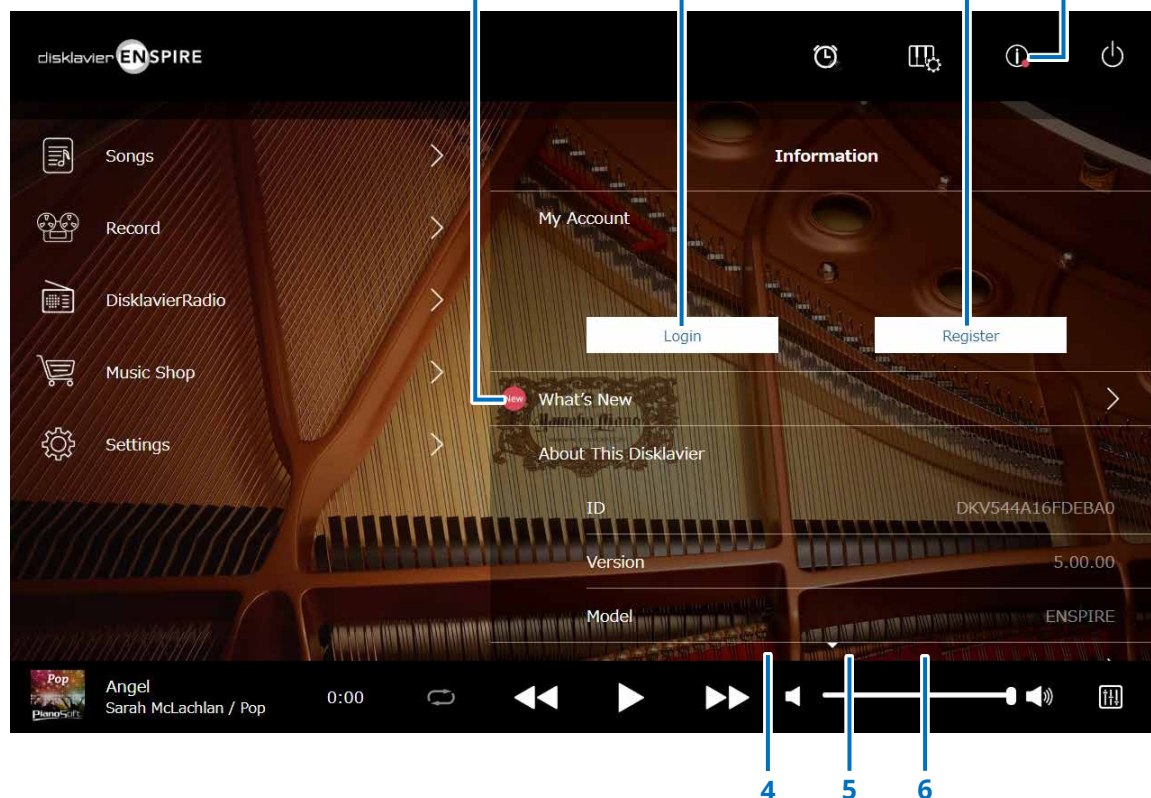 disklavier ENSPIRE
Information
Songs
Record
DisklavierRadio
Music Shop
Settings
My Account
Login
Register
New
What's New
Yamaha Piano
About This Disklavier
ID
DKV544A16FDEBA0
Version
5.00.00
Model
ENSPIRE
Pop
PianoSoft
Angel
Sarah McLachlan / Pop
0:00
4
5
6